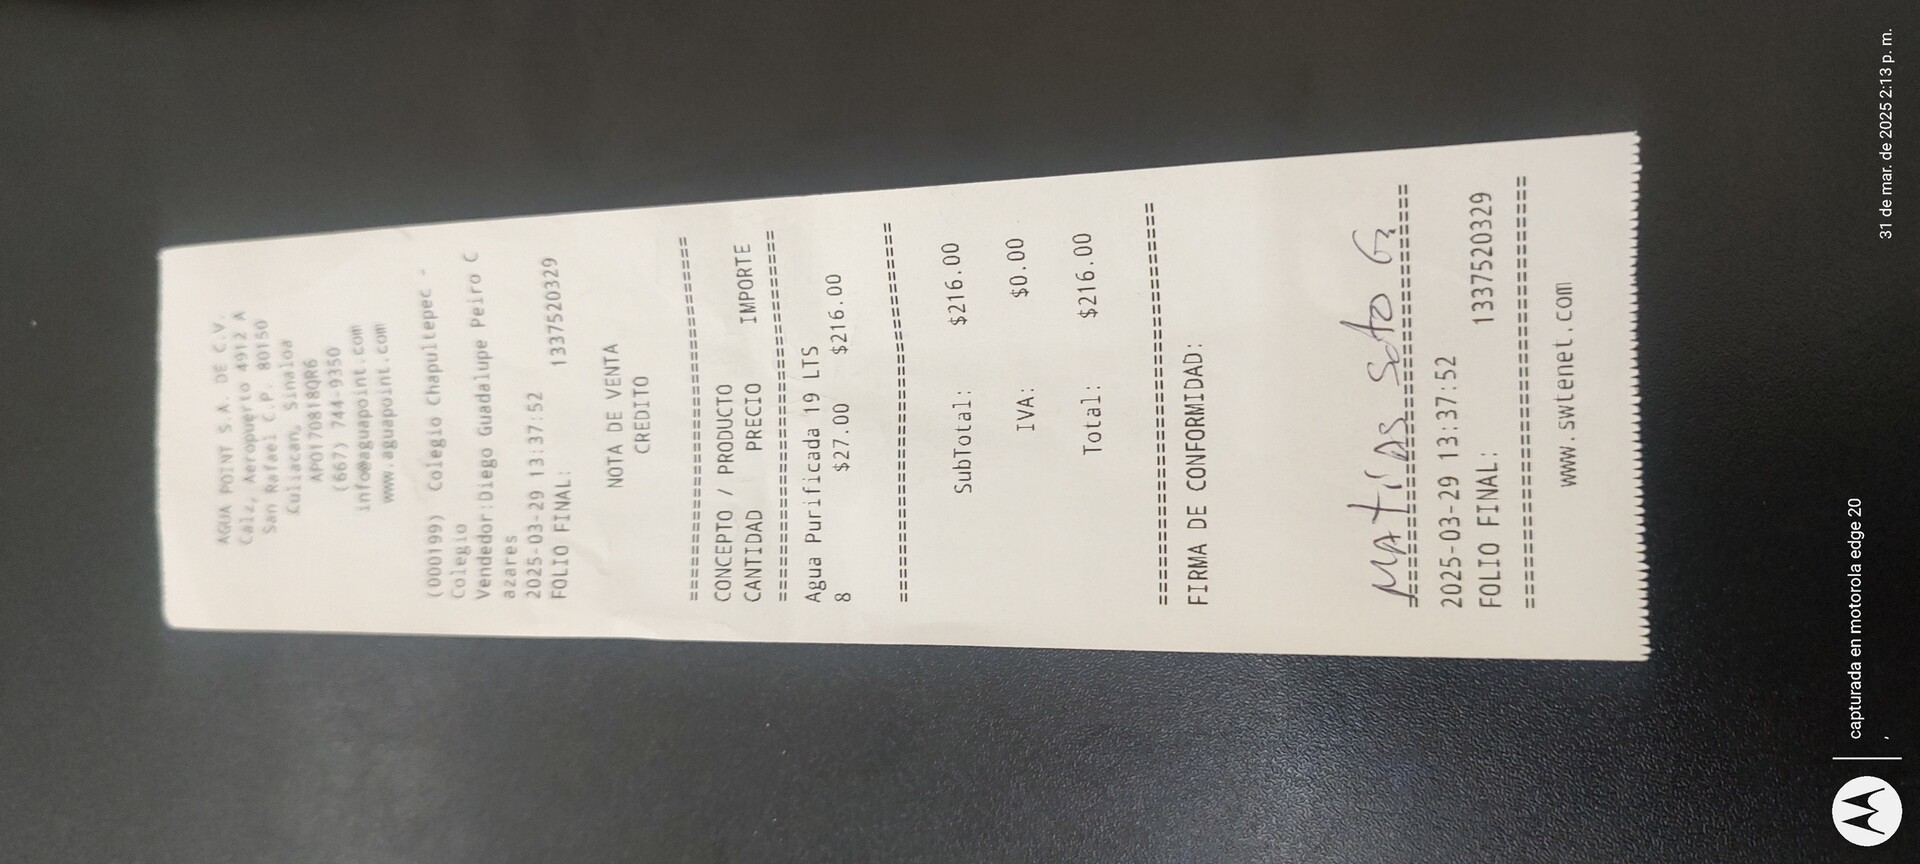 AGUA POINT S.A. DE C.V.
Calz, Aeropuerto 4912 A
San Rafael C.P. 80150
Culiacan, Sinaloa
APO170818QR6
(667) 744-9350
info@aguapoint.com
www.aguapoint.com
(000199) Colegio Chapultepec -
Colegio
Vendedor:Diego Guadalupe Peiro C
azares
2025-03-29 13:37:52
FOLIO FINAL: 1337520329
NOTA DE VENTA
CREDITO
================================
CONCEPTO / PRODUCTO
CANTIDAD PRECIO IMPORTE
================================
Agua Purificada 19 LTS
8 $27.00 $216.00
================================
SubTotal: $216.00
IVA: $0.00
Total: $216.00
================================
FIRMA DE CONFORMIDAD:
MATÍAS Soto Gz
================================
2025-03-29 13:37:52
FOLIO FINAL: 1337520329
================================
www.swtenet.com
capturada en motorola edge 20
,
31 de mar. de 2025 2:13 p. m.